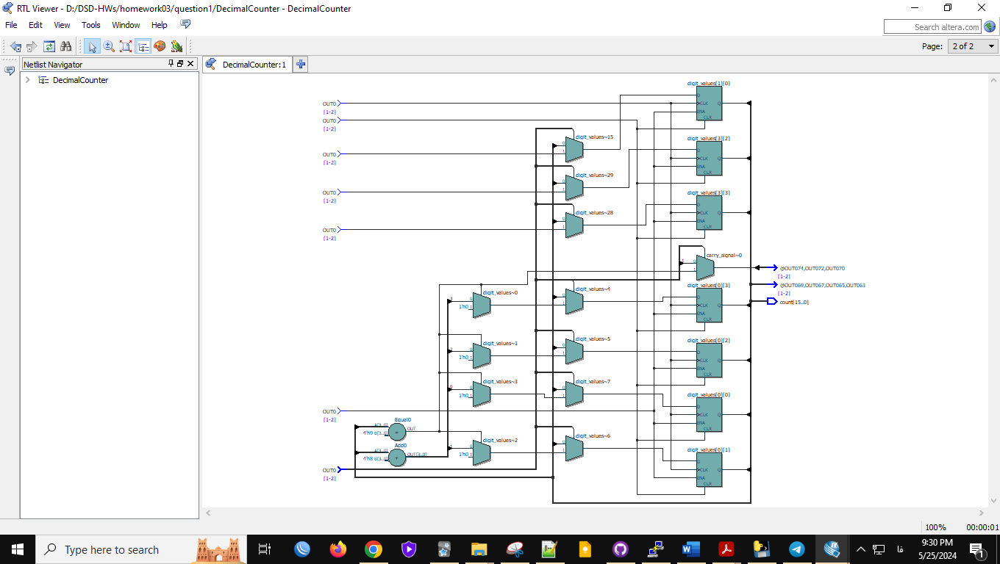 RTL Viewer - D:/DSD-HWs/homework03/question1/DecimalCounter - DecimalCounter
File Edit View Tools Window Help
Search altera.com
Page: 2 of 2
Netlist Navigator
DecimalCounter:1
DecimalCounter
digit_values[1][0]
OUT0
[1-2]
D
CLK Q
ENA
CLR
OUT0
[1-2]
digit_values~15
0
1
digit_values[3][2]
D
CLK Q
ENA
CLR
OUT0
[1-2]
digit_values~29
0
1
OUT0
[1-2]
digit_values[3][3]
D
CLK Q
ENA
CLR
digit_values~28
0
1
OUT0
[1-2]
carry_signal~0
1 0
1
@OUT074,OUT072,OUT070
[1-2]
@OUT069,OUT067,OUT065,OUT063
[1-2]
count[15..0]
digit_values[0][3]
D
CLK Q
ENA
CLR
digit_values~0
3 0
1'h0 1
digit_values~4
0
1
digit_values~1
2 0
1'h0 1
digit_values~5
0
1
digit_values[0][2]
D
CLK Q
ENA
CLR
digit_values~3
0 0
1'h0 1
digit_values~7
0
1
digit_values[0][0]
D
CLK Q
ENA
CLR
OUT0
[1-2]
Equal0
A[3..0]
4'h9 B[3..0]
=
OUT
Add0
A[3..0]
4'h8 B[3..0]
+
OUT[3..0]
digit_values~2
1 0
1'h0 1
digit_values~6
0
1
digit_values[0][1]
D
CLK Q
ENA
CLR
OUT0
[1-2]
100% 00:00:01
Type here to search
فا
9:30 PM
5/25/2024
1